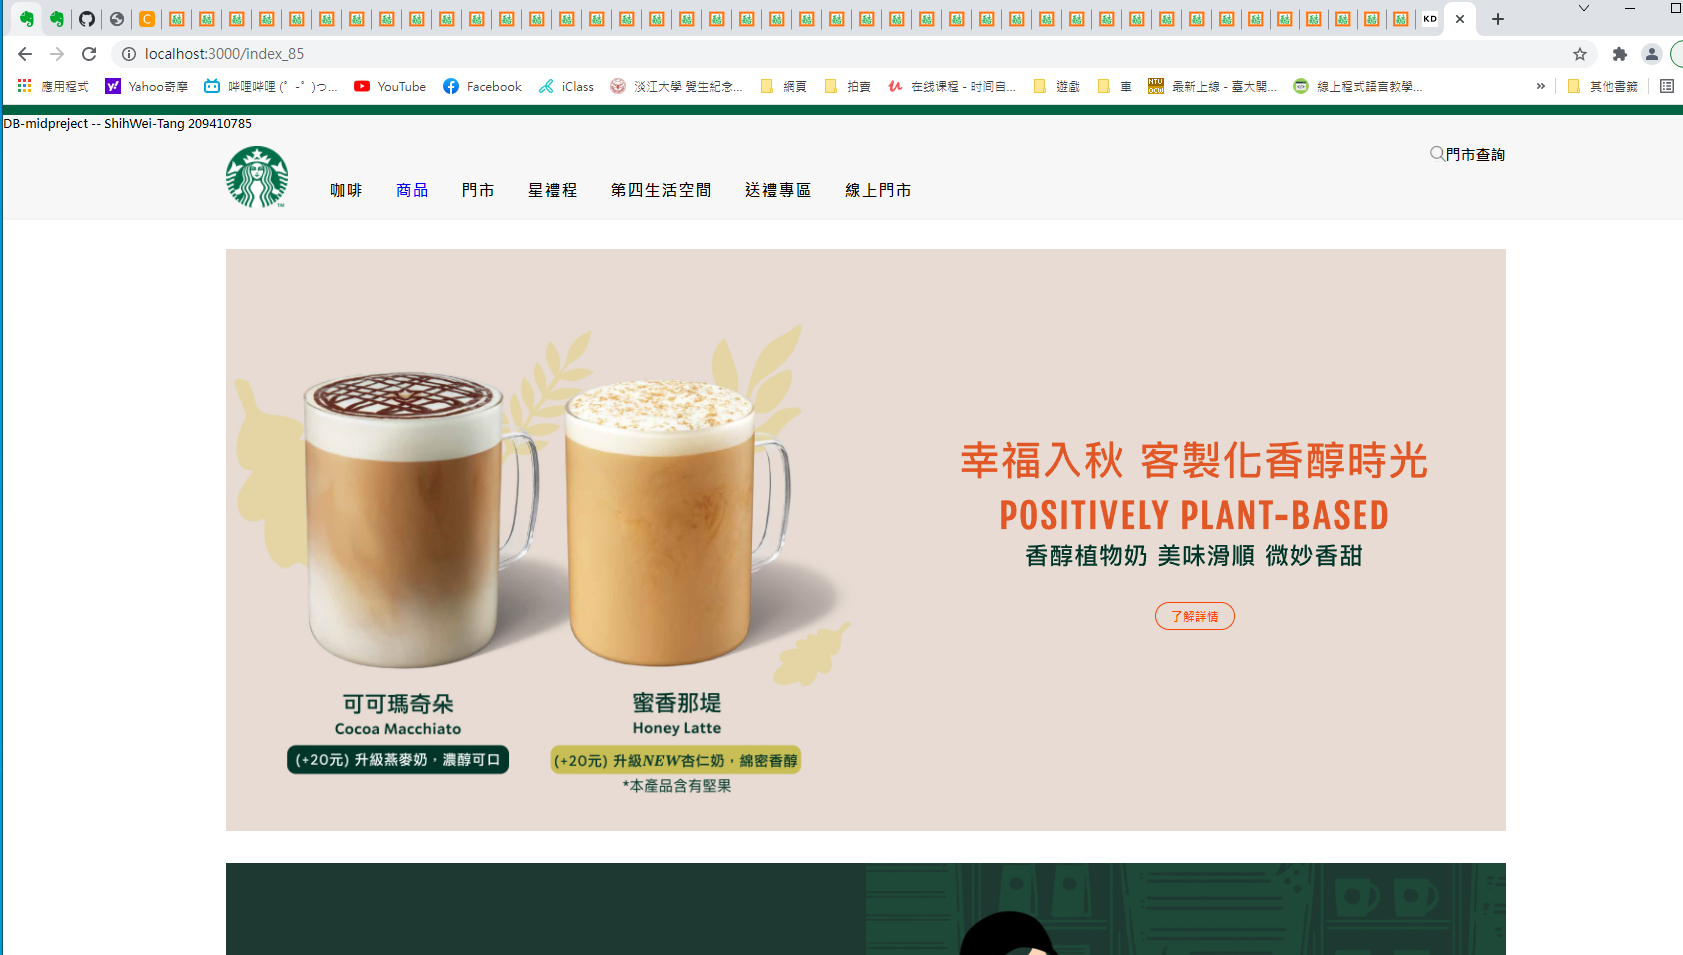 KD
localhost:3000/index_85
應用程式
Yahoo奇摩
哔哩哔哩 (゜-゜)つ...
YouTube
Facebook
iClass
淡江大學 覺生紀念...
網頁
拍賣
在线课程 - 时间自...
遊戲
車
最新上線 - 臺大開...
線上程式語言教學...
»
其他書籤
DB-midpreject -- ShihWei-Tang 209410785
門市查詢
咖啡
商品
門市
星禮程
第四生活空間
送禮專區
線上門市
幸福入秋 客製化香醇時光
POSITIVELY PLANT-BASED
香醇植物奶 美味滑順 微妙香甜
了解詳情
可可瑪奇朵
Cocoa Macchiato
(+20元) 升級燕麥奶，濃醇可口
蜜香那堤
Honey Latte
(+20元) 升級NEW杏仁奶，綿密香醇
*本產品含有堅果